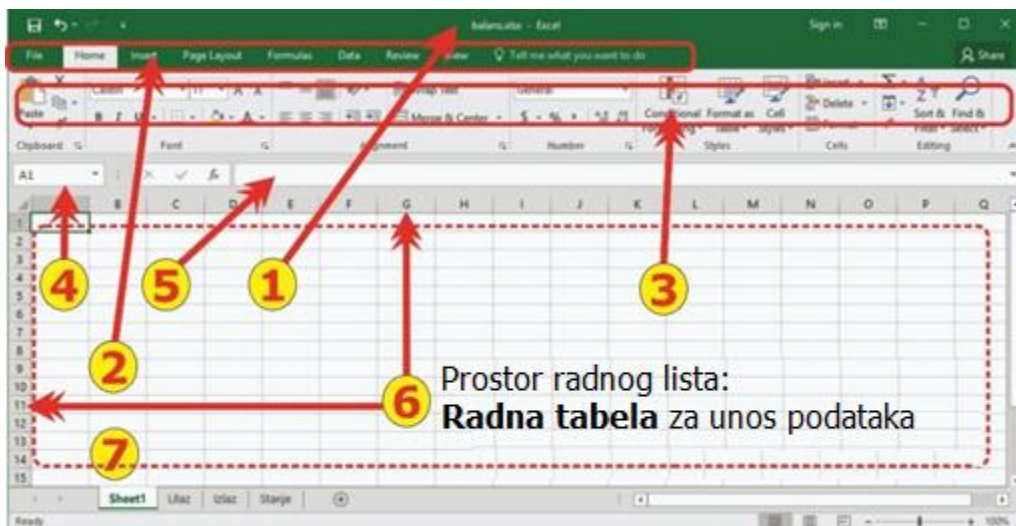 balans.xlsx - Excel Sign in
File Home Insert Page Layout Formulas Data Review View Tell me what you want to do Share
Calibri 11 A A Wrap Text General Insert
Paste B I U A Merge & Center $ % Conditional Format as Cell Delete Sort & Find &
Formatting Table Styles Format Filter Select
Clipboard Font Alignment Number Styles Cells Editing
A1 fx
B C D E F G H I J K L M N O P Q
1
2
3
4
5
6
7
8
9
10
11
12
13
14
15
4 5 1 3
2
6 Prostor radnog lista:
Radna tabela za unos podataka
7
Sheet1 Ulaz Izlaz Stanje
Ready 100%